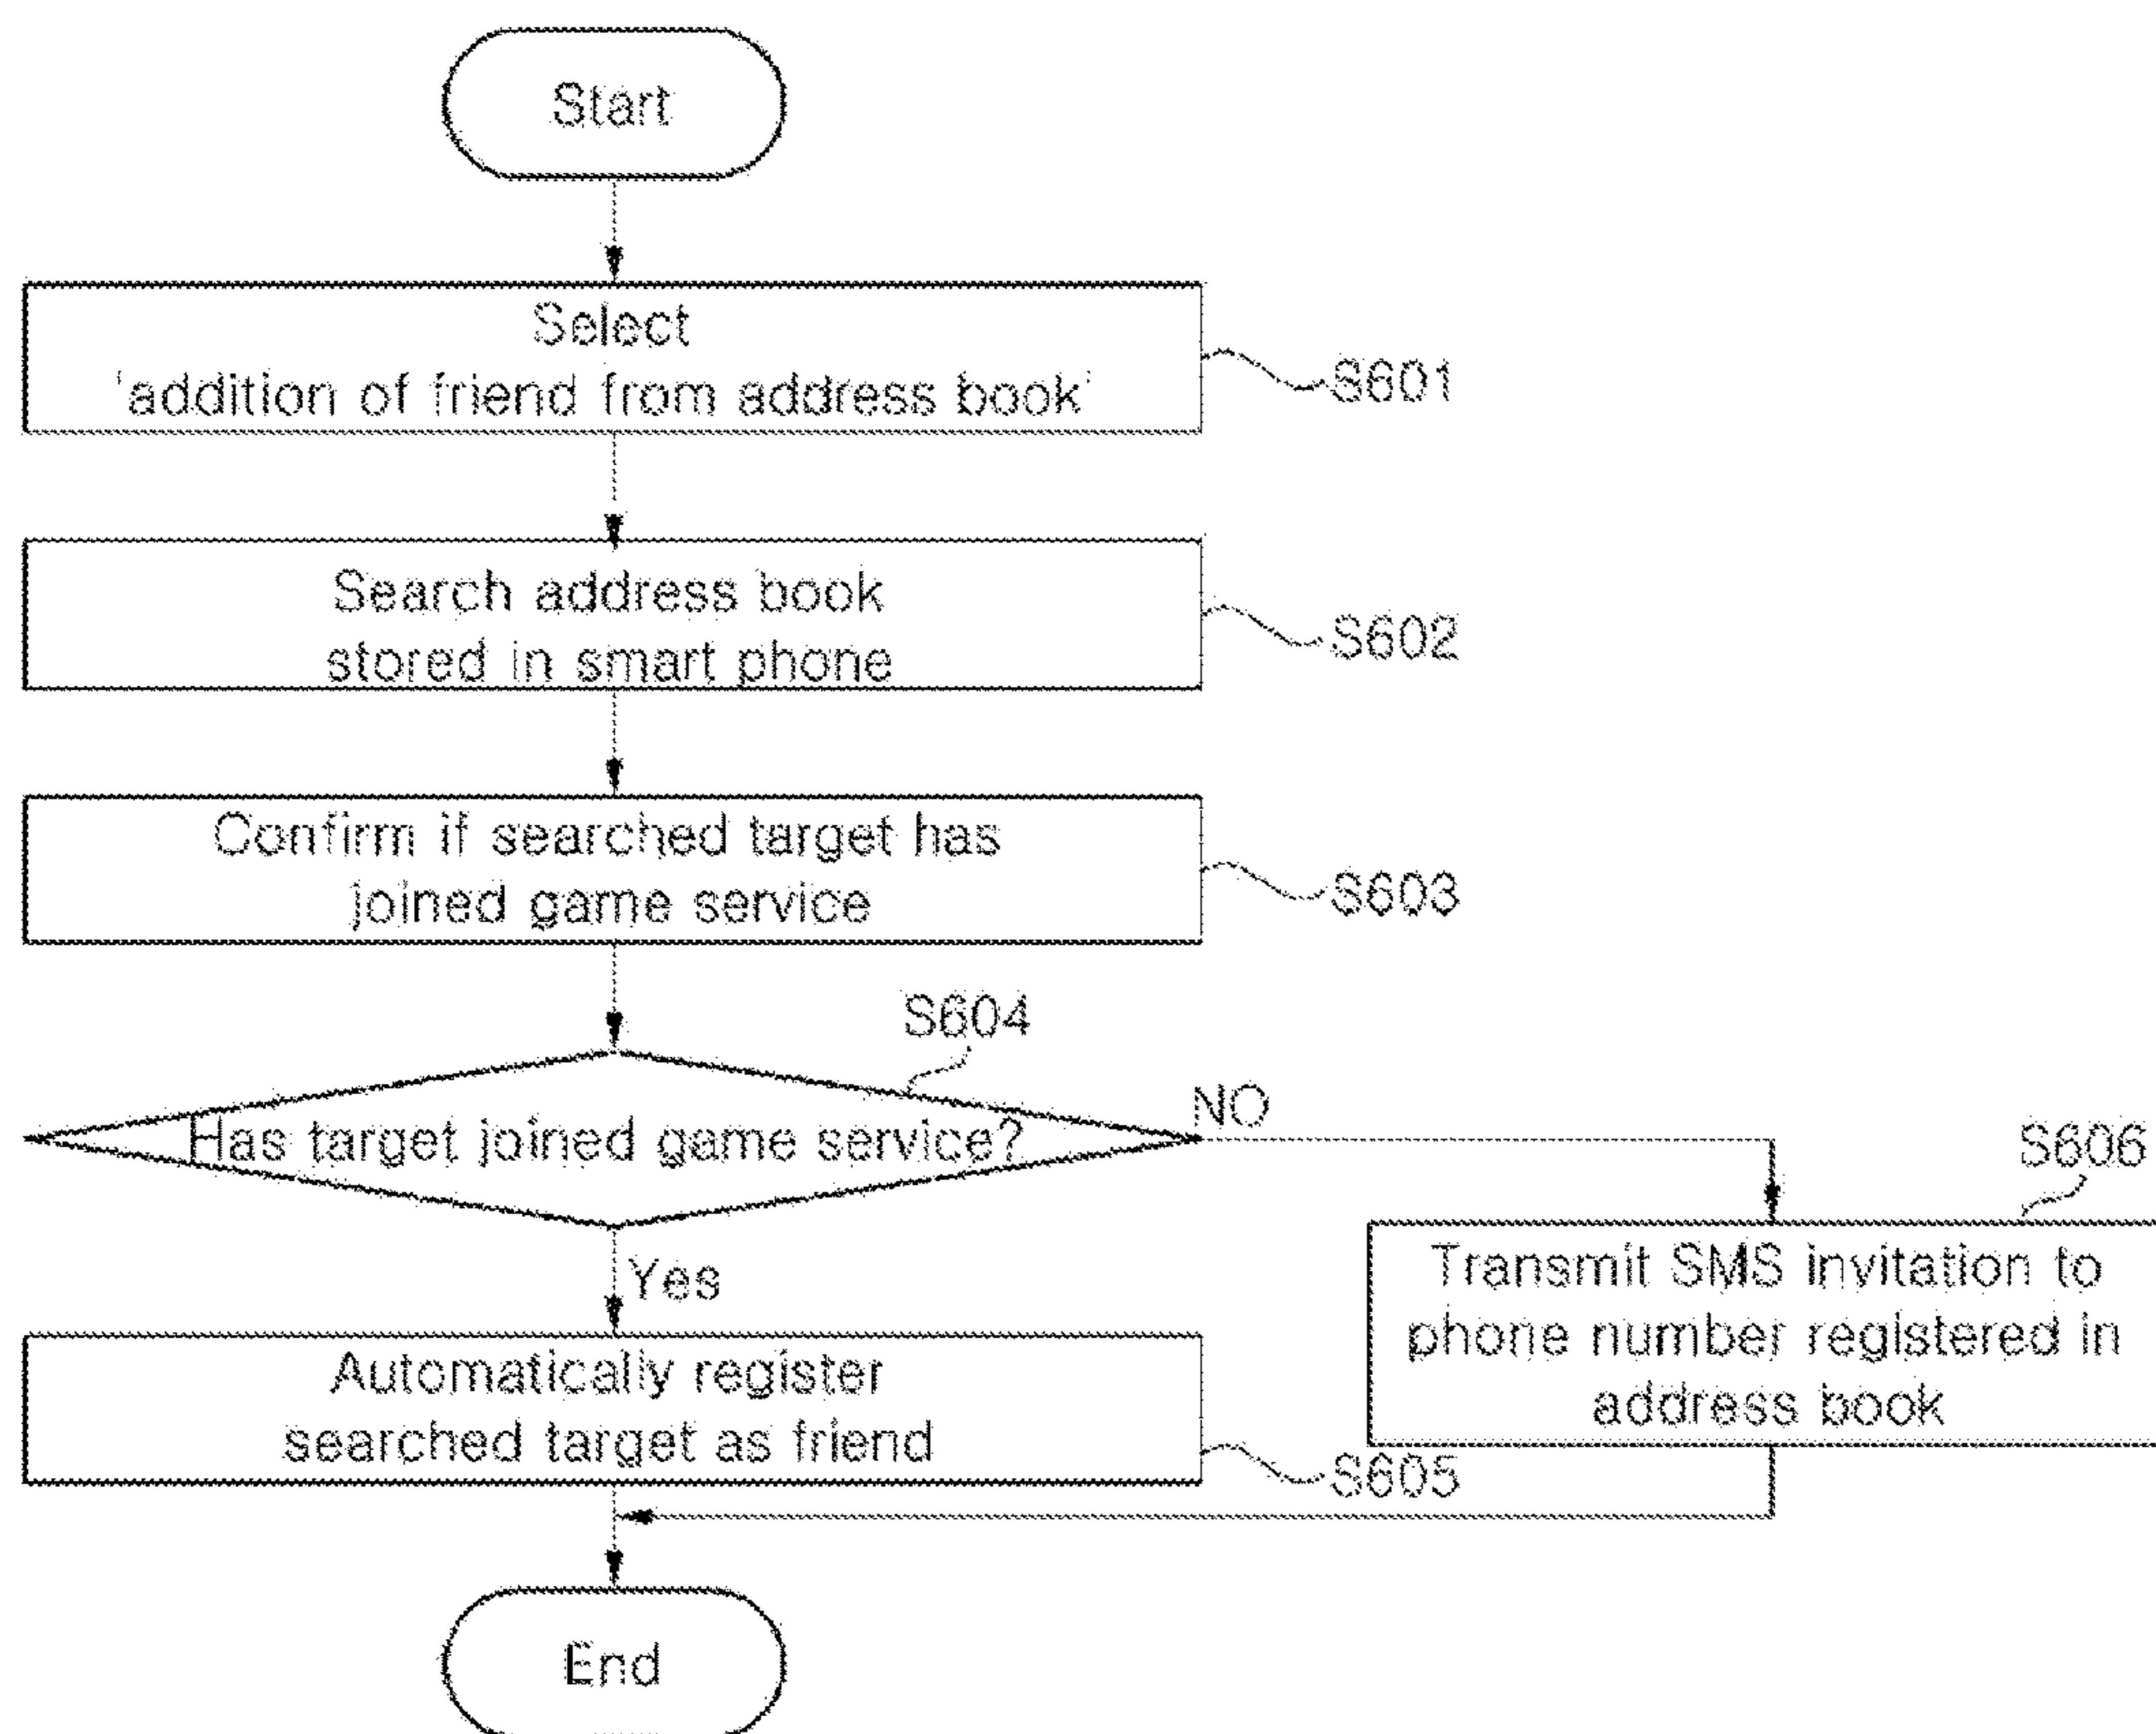 Start
Select
'addition of friend from address book'
S601
Search address book
stored in smart phone
S602
Confirm if searched target has
joined game service
S603
S604
Has target joined game service?
NO
S606
Yes
Transmit SMS invitation to
phone number registered in
address book
Automatically register
searched target as friend
S605
End